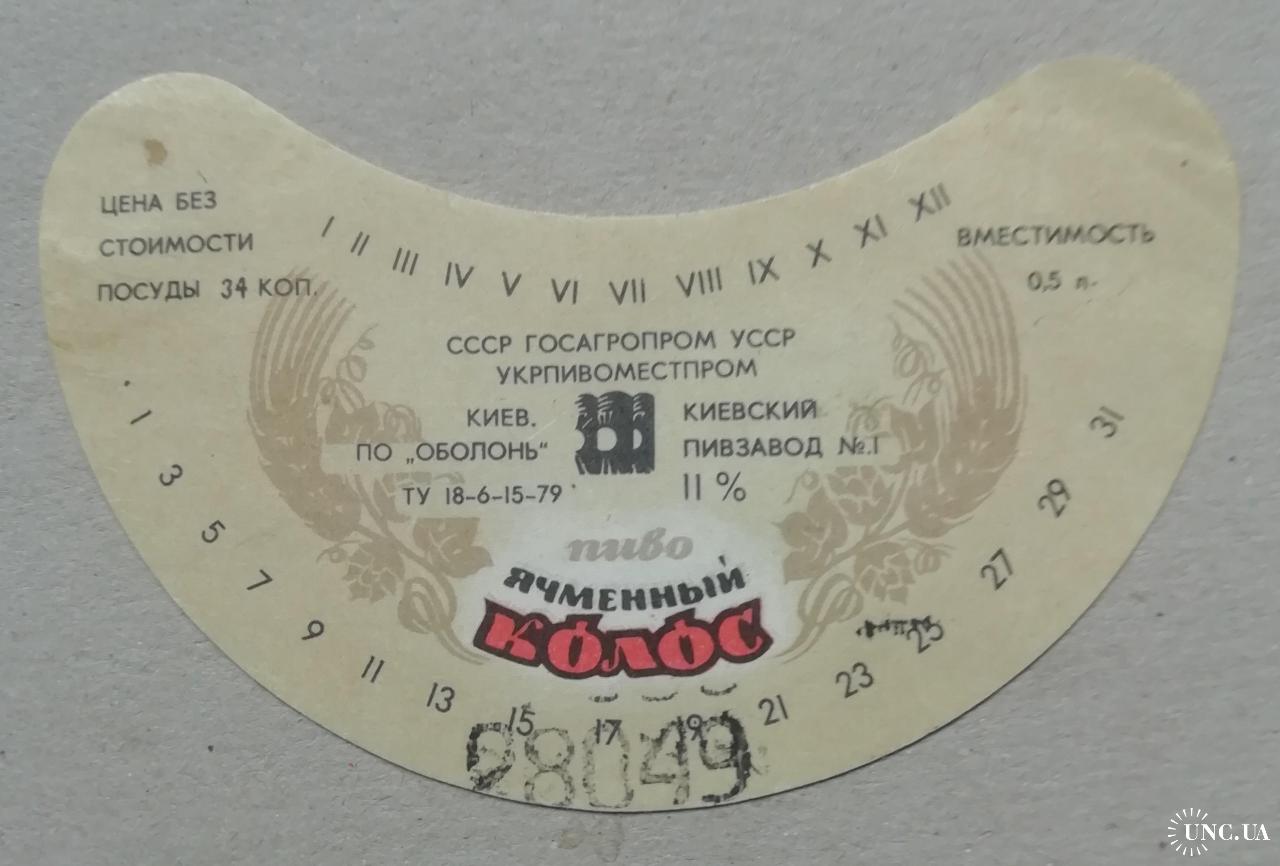 ЦЕНА БЕЗ
СТОИМОСТИ
ПОСУДЫ 34 КОП.
I II III IV V VI VII VIII IX X XI XII
ВМЕСТИМОСТЬ
0,5 л.
СССР ГОСАГРОПРОМ УССР
УКРПИВОМЕСТПРОМ
КИЕВ.
ПО „ОБОЛОНЬ"
ТУ 18-6-15-79
КИЕВСКИЙ
ПИВЗАВОД №.1
11 %
пиво
ЯЧМЕННЫЙ
КОЛОС
1 3 5 7 9 11 13 15 17 19 21 23 25 27 29 31
28049
UNC.UA